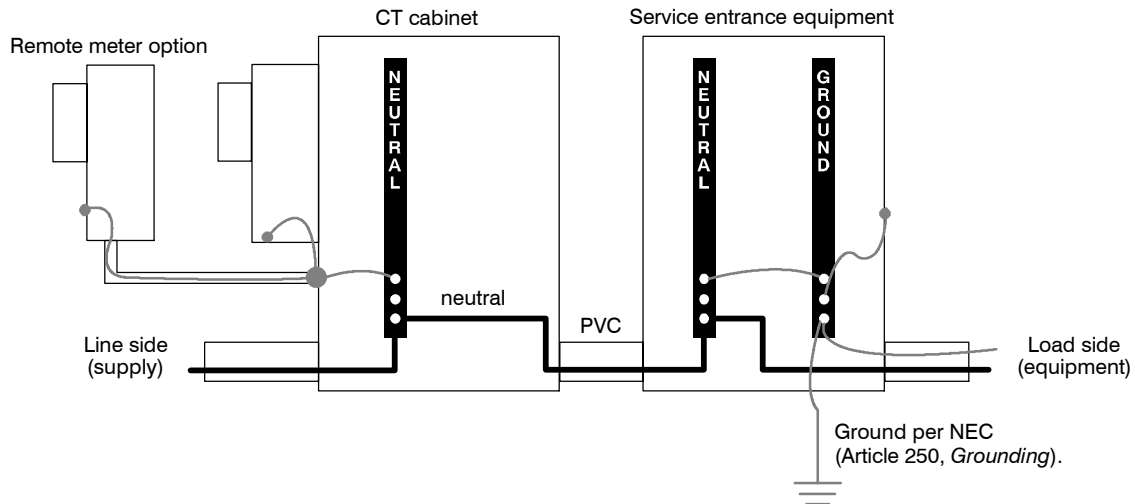 CT cabinet
Service entrance equipment
Remote meter option
NEUTRAL
NEUTRAL
GROUND
neutral
PVC
Line side
(supply)
Load side
(equipment)
Ground per NEC
(Article 250, Grounding).